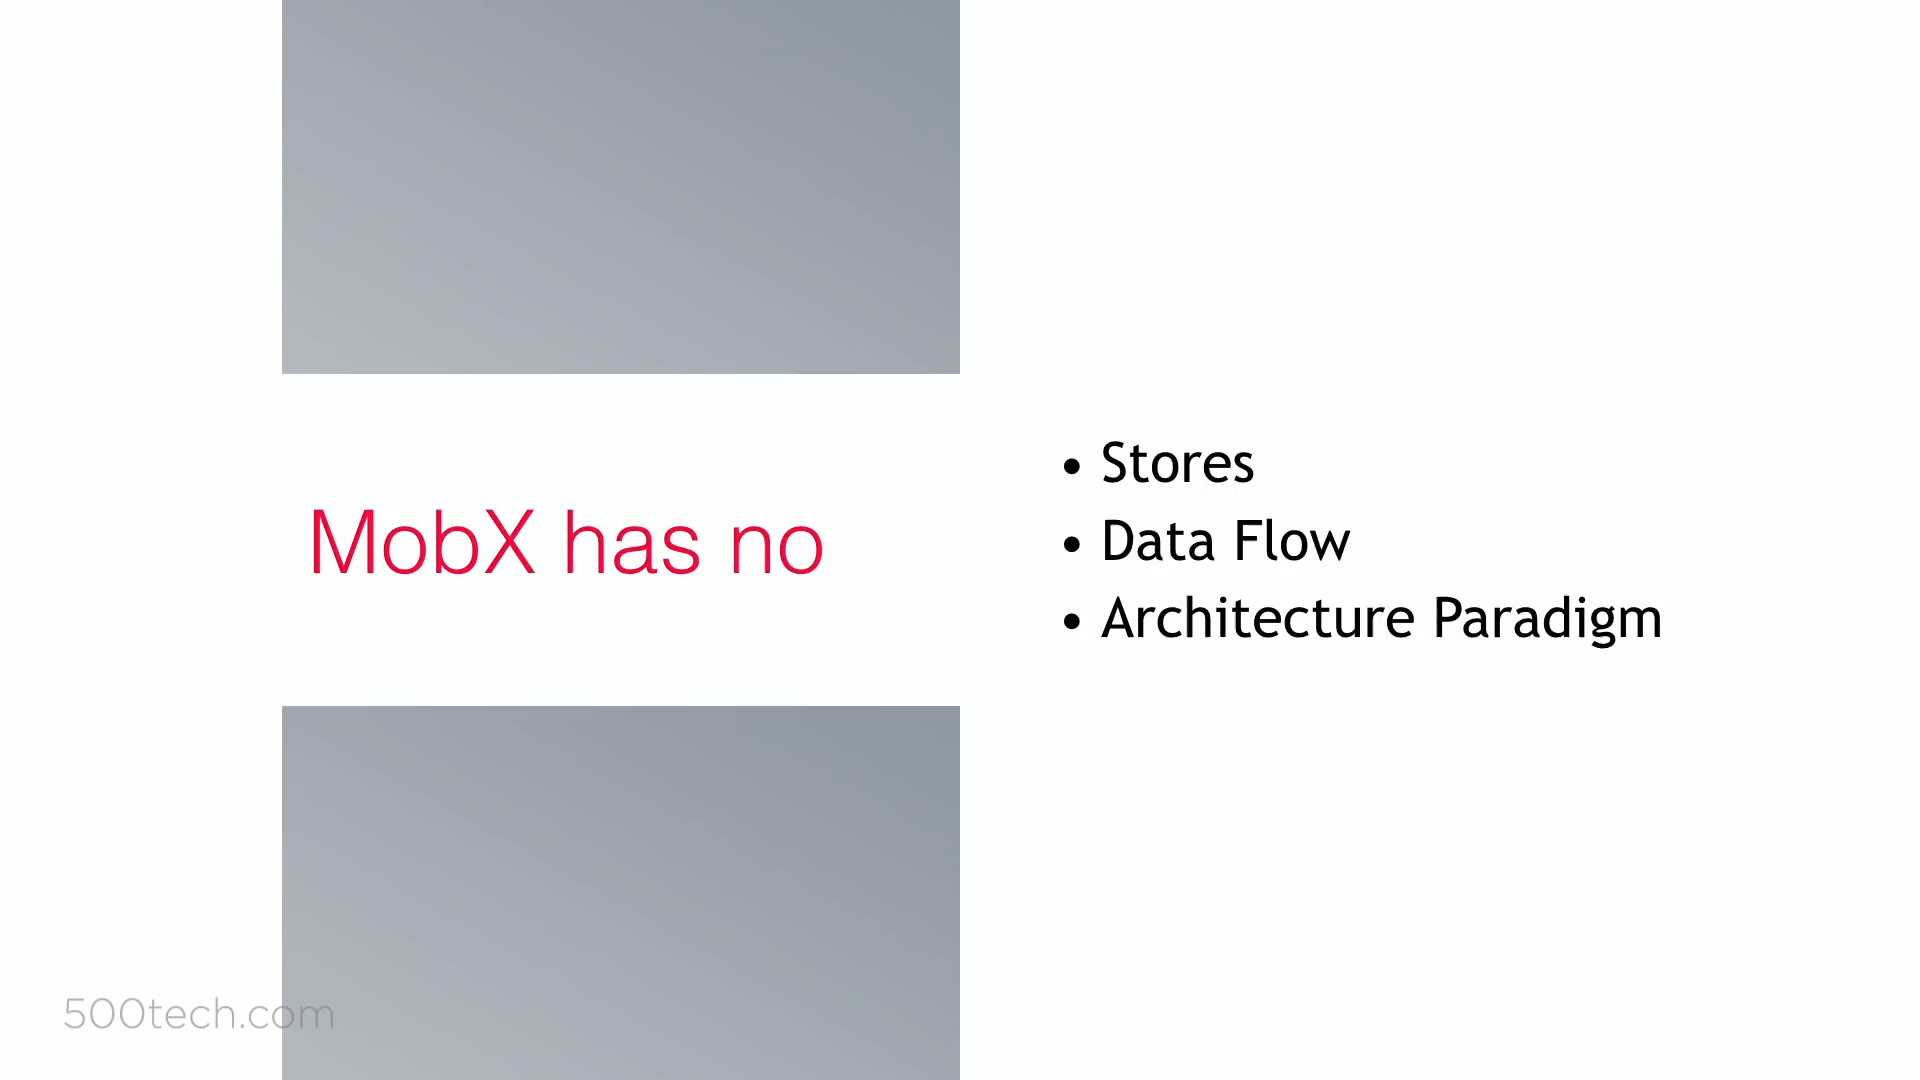 MobX has no
• Stores
• Data Flow
• Architecture Paradigm
500tech.com